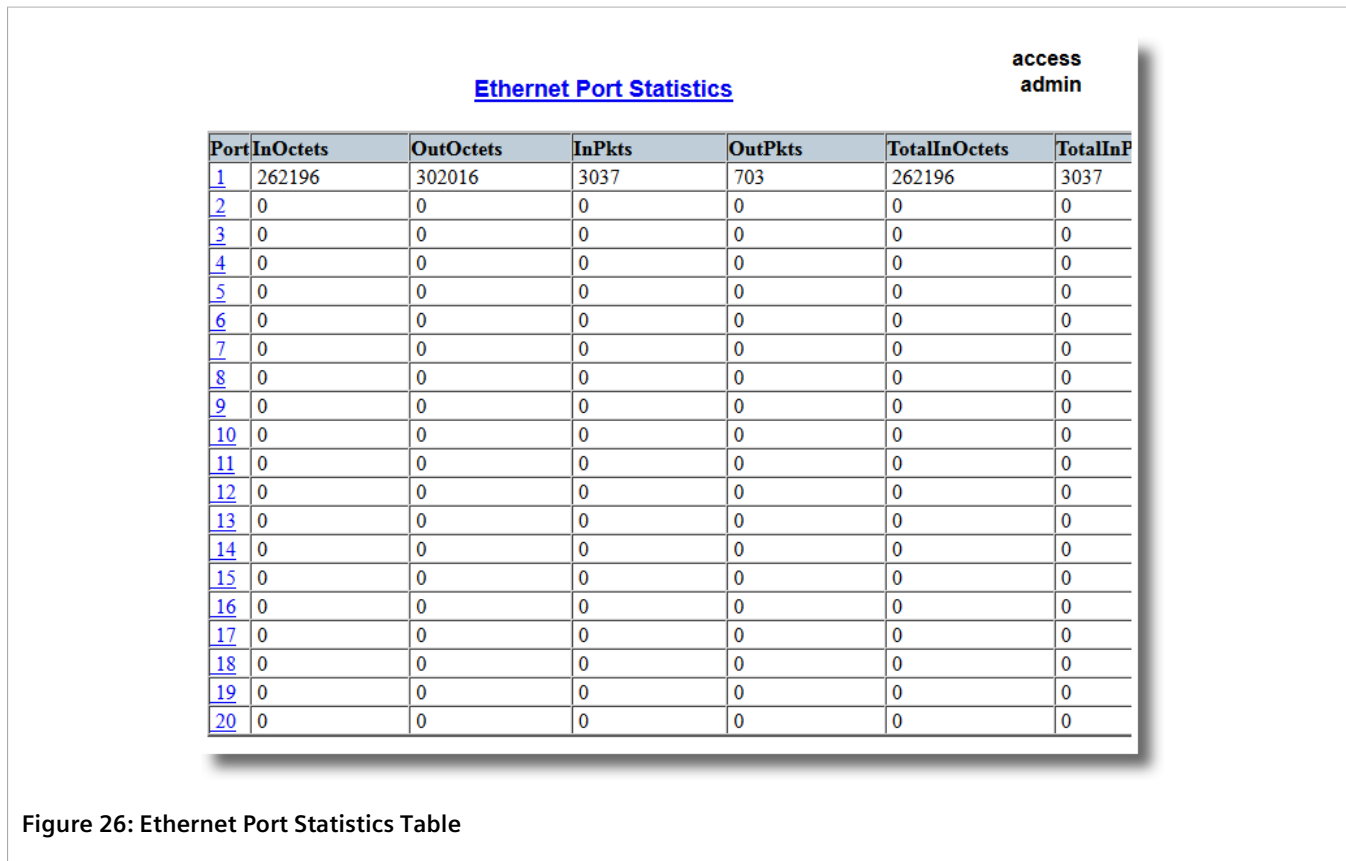 access
admin
Ethernet Port Statistics
Port InOctets OutOctets InPkts OutPkts TotalInOctets TotalInP
1 262196 302016 3037 703 262196 3037
2 0 0 0 0 0 0
3 0 0 0 0 0 0
4 0 0 0 0 0 0
5 0 0 0 0 0 0
6 0 0 0 0 0 0
7 0 0 0 0 0 0
8 0 0 0 0 0 0
9 0 0 0 0 0 0
10 0 0 0 0 0 0
11 0 0 0 0 0 0
12 0 0 0 0 0 0
13 0 0 0 0 0 0
14 0 0 0 0 0 0
15 0 0 0 0 0 0
16 0 0 0 0 0 0
17 0 0 0 0 0 0
18 0 0 0 0 0 0
19 0 0 0 0 0 0
20 0 0 0 0 0 0
Figure 26: Ethernet Port Statistics Table